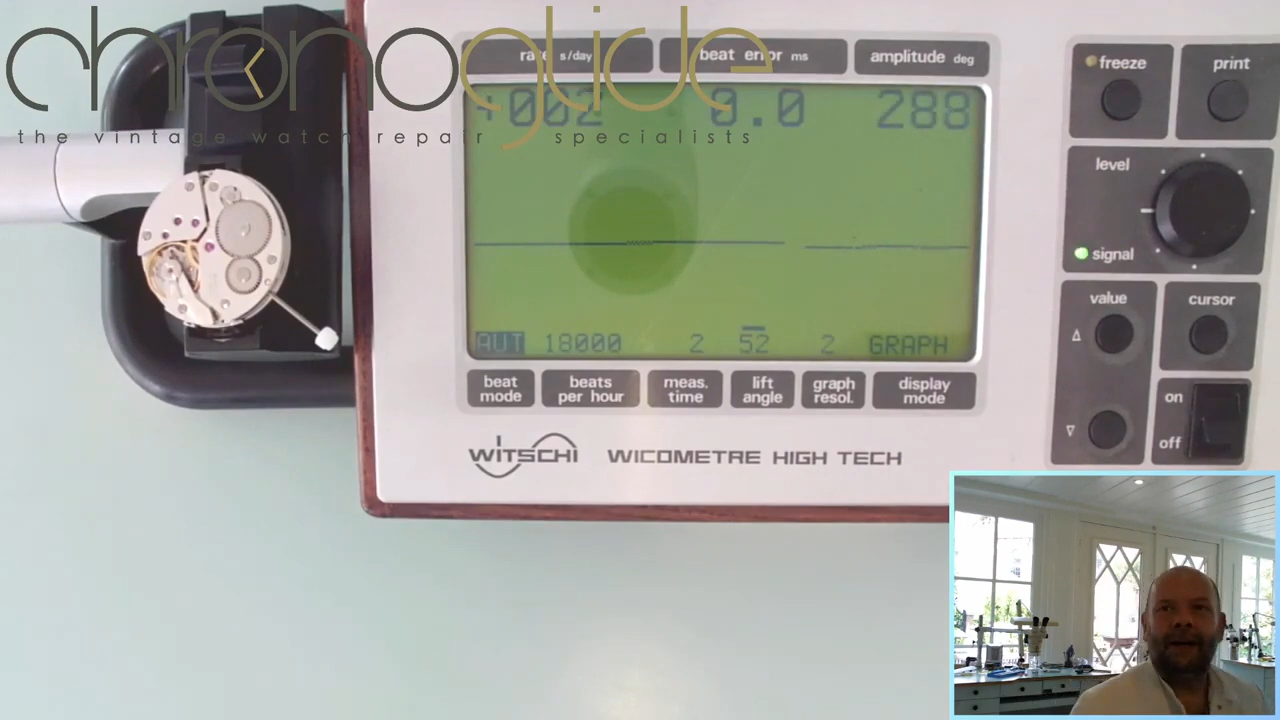 chronoglide
the vintage watch repair specialists
rate s/day
beat error ms
amplitude deg
+002 0.0 288
AUT 18000 2 52 2 GRAPH
beat mode
beats per hour
meas. time
lift angle
graph resol.
display mode
WITSCHI WICOMETRE HIGH TECH
freeze
print
level
signal
value
cursor
on
off